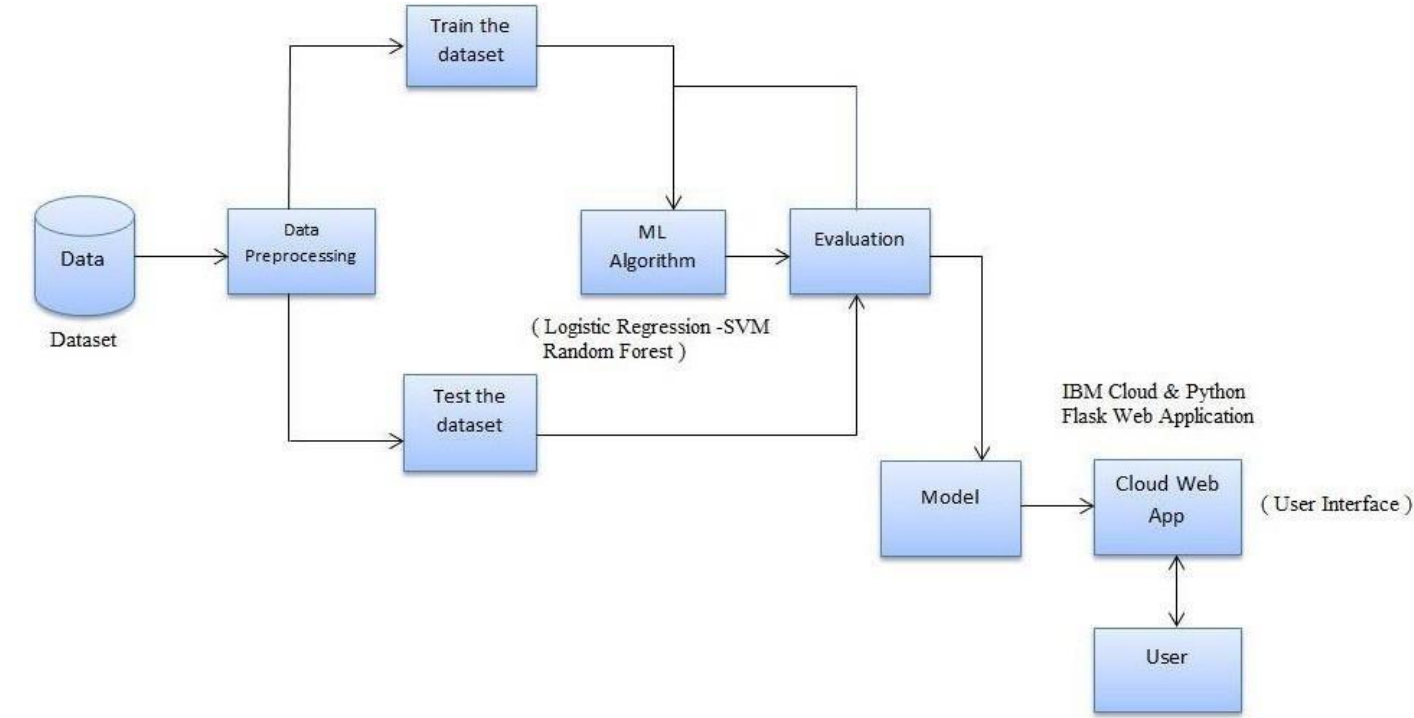 Train the
dataset
Data
Preprocessing
Data
Dataset
ML
Algorithm
Evaluation
( Logistic Regression -SVM
Random Forest )
Test the
dataset
IBM Cloud & Python
Flask Web Application
Model
Cloud Web
App
( User Interface )
User